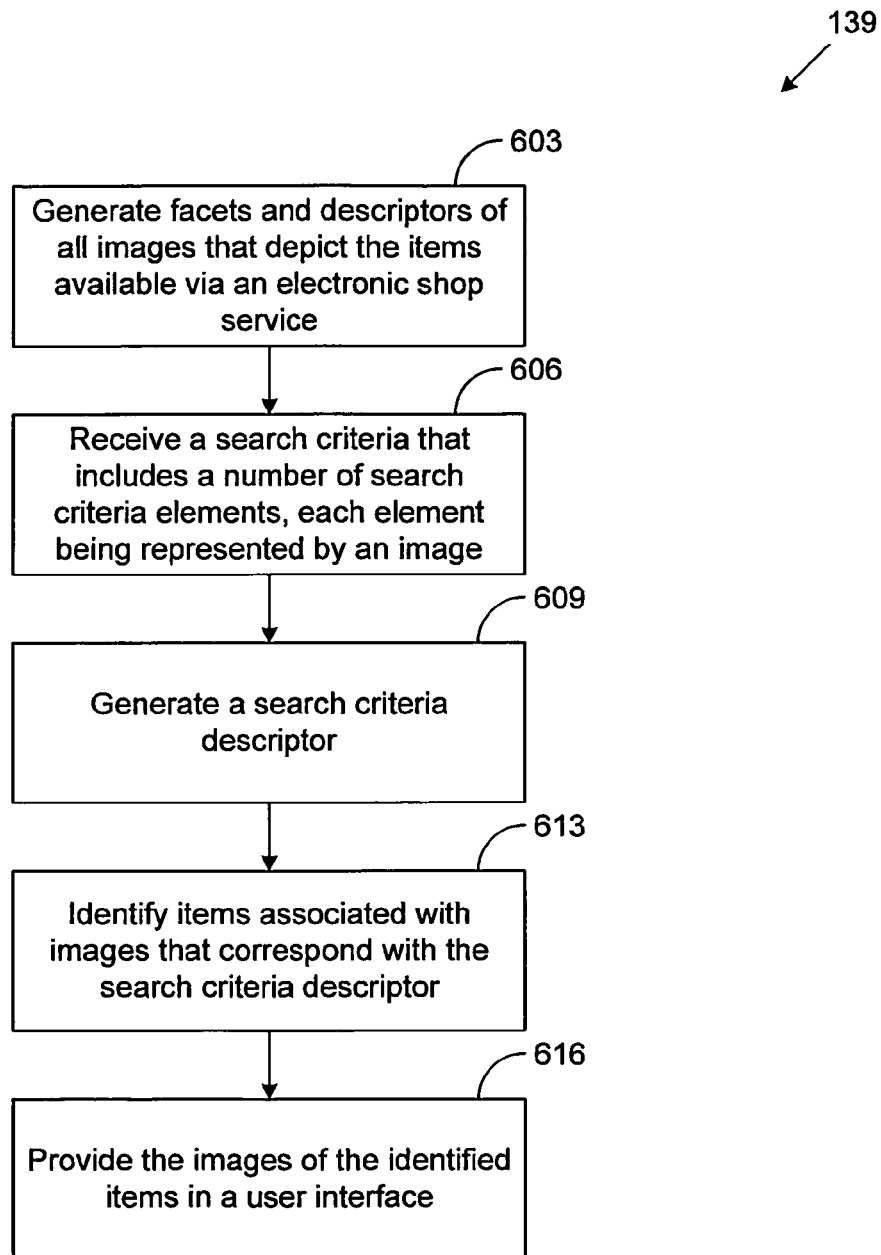 139
603
Generate facets and descriptors of
all images that depict the items
available via an electronic shop
service
606
Receive a search criteria that
includes a number of search
criteria elements, each element
being represented by an image
609
Generate a search criteria
descriptor
613
Identify items associated with
images that correspond with the
search criteria descriptor
616
Provide the images of the identified
items in a user interface